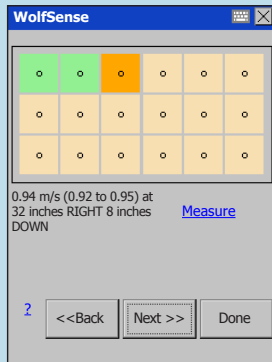 WolfSense
0.94 m/s (0.92 to 0.95) at
32 inches RIGHT 8 inches
DOWN
Measure
?
<<Back
Next >>
Done